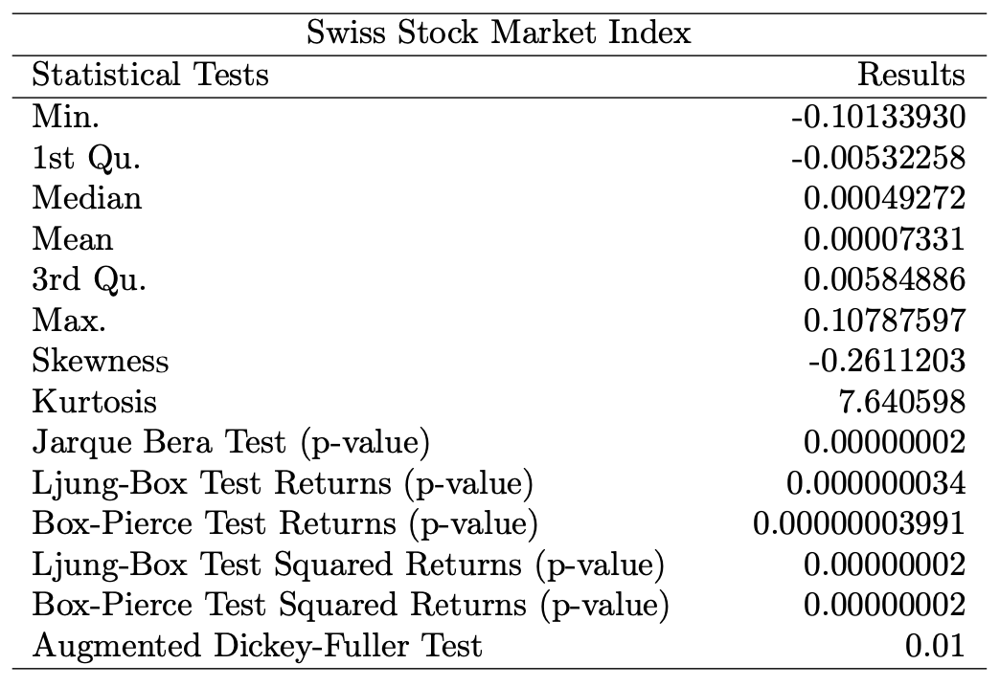 Swiss Stock Market Index
Statistical Tests Results
Min. -0.10133930
1st Qu. -0.00532258
Median 0.00049272
Mean 0.00007331
3rd Qu. 0.00584886
Max. 0.10787597
Skewness -0.2611203
Kurtosis 7.640598
Jarque Bera Test (p-value) 0.00000002
Ljung-Box Test Returns (p-value) 0.000000034
Box-Pierce Test Returns (p-value) 0.00000003991
Ljung-Box Test Squared Returns (p-value) 0.00000002
Box-Pierce Test Squared Returns (p-value) 0.00000002
Augmented Dickey-Fuller Test 0.01